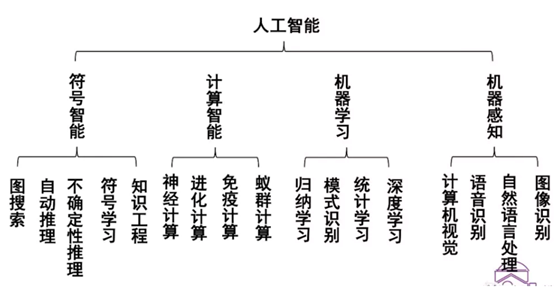 人工智能
符号智能
计算智能
机器学习
机器感知
图搜索
自动推理
不确定性推理
符号学习
知识工程
神经计算
进化计算
免疫计算
蚁群计算
归纳学习
模式识别
统计学习
深度学习
计算机视觉
语音识别
自然语言处理
图像识别